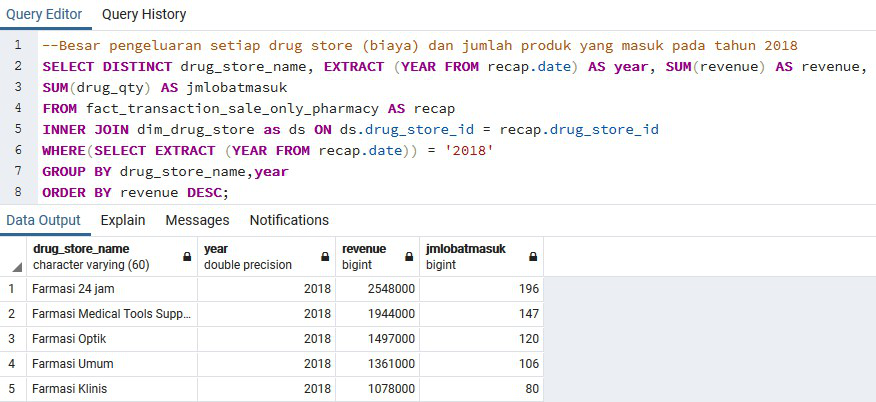 Query Editor Query History
1 --Besar pengeluaran setiap drug store (biaya) dan jumlah produk yang masuk pada tahun 2018
2 SELECT DISTINCT drug_store_name, EXTRACT (YEAR FROM recap.date) AS year, SUM(revenue) AS revenue,
3 SUM(drug_qty) AS jmlobatmasuk
4 FROM fact_transaction_sale_only_pharmacy AS recap
5 INNER JOIN dim_drug_store as ds ON ds.drug_store_id = recap.drug_store_id
6 WHERE(SELECT EXTRACT (YEAR FROM recap.date)) = '2018'
7 GROUP BY drug_store_name,year
8 ORDER BY revenue DESC;
Data Output Explain Messages Notifications
drug_store_name year revenue jmlobatmasuk
character varying (60) double precision bigint bigint
1 Farmasi 24 jam 2018 2548000 196
2 Farmasi Medical Tools Supp... 2018 1944000 147
3 Farmasi Optik 2018 1497000 120
4 Farmasi Umum 2018 1361000 106
5 Farmasi Klinis 2018 1078000 80